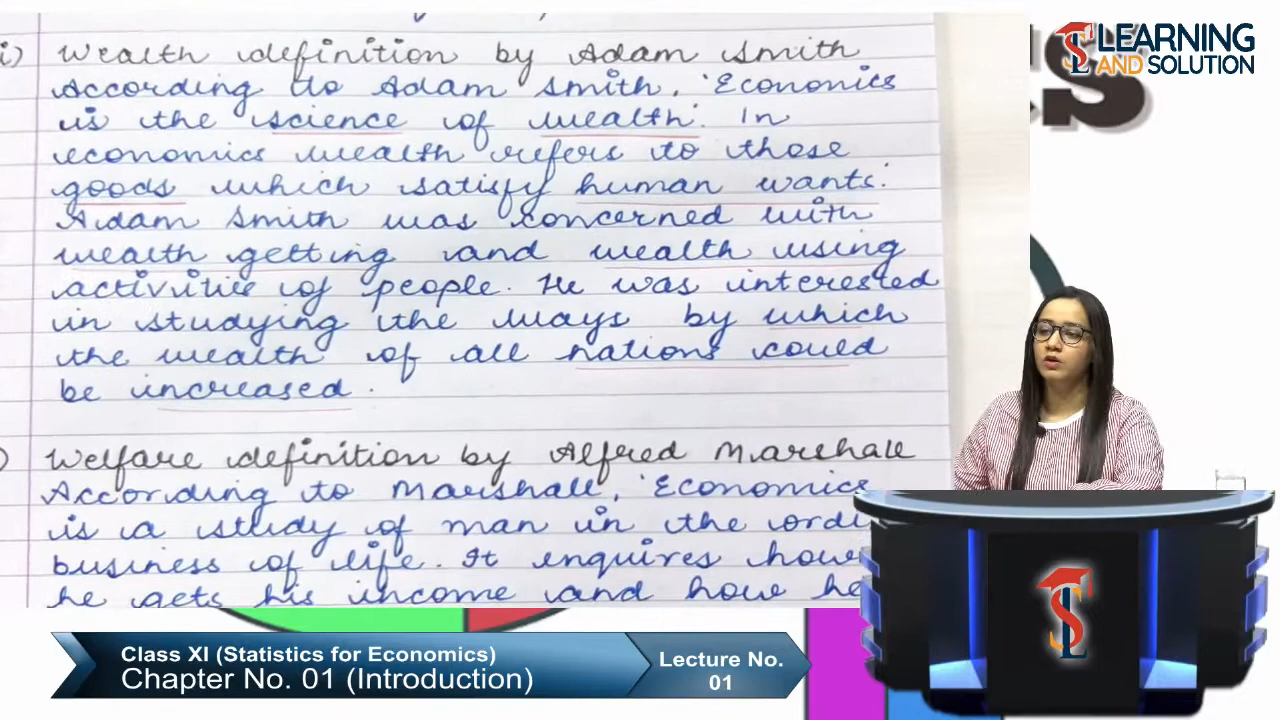 i) Wealth definition by Adam Smith
According to Adam Smith, 'Economics
is the science of wealth'. In
economics wealth refers to those
goods which satisfy human wants.
Adam Smith was concerned with
wealth getting and wealth using
activities of people. He was interested
in studying the ways by which
the wealth of all nations could
be increased.
) Welfare definition by Alfred Marshall
According to Marshall, 'Economics
is a study of man in the ordi
business of life. It enquires how
he gets his income and how he
LEARNING
AND SOLUTION
CS
Class XI (Statistics for Economics)
Chapter No. 01 (Introduction)
Lecture No.
01